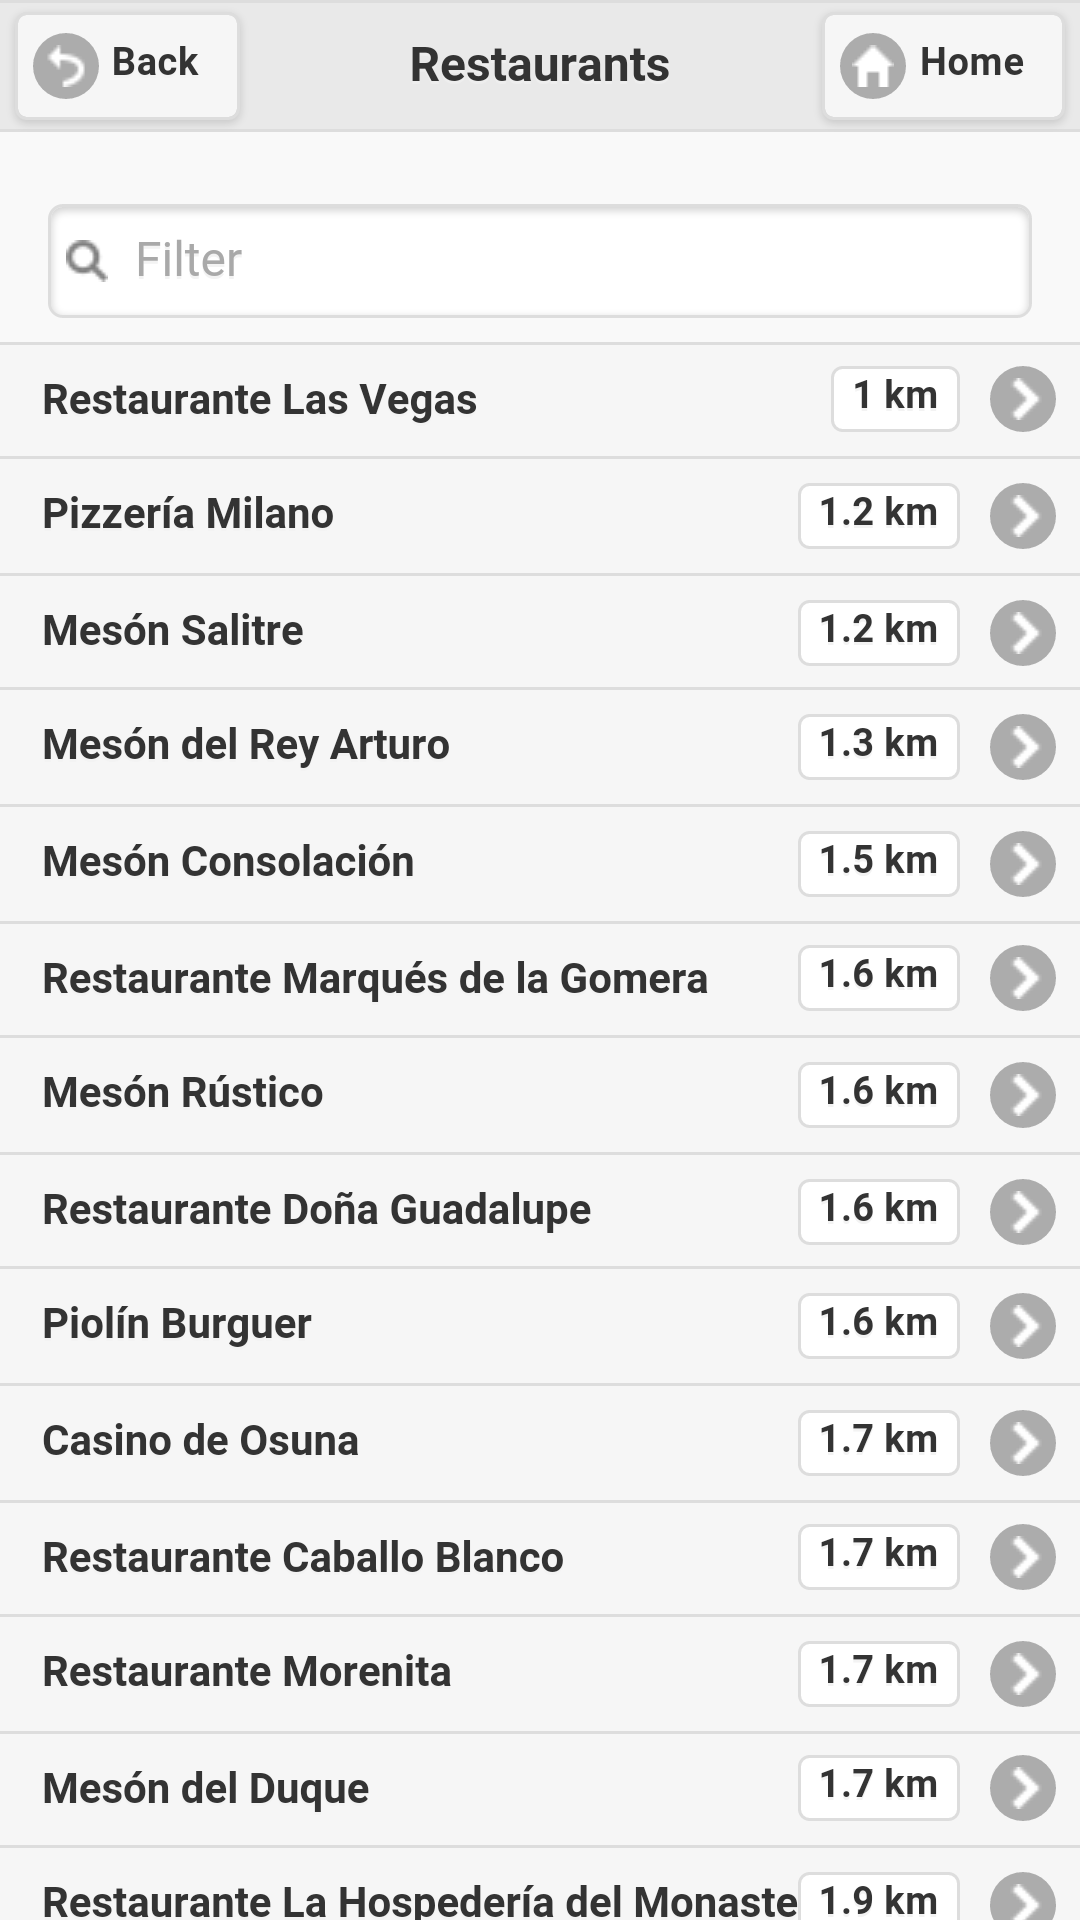 Back
Restaurants
Home
Filter
Restaurante Las Vegas 1 km
Pizzería Milano 1.2 km
Mesón Salitre 1.2 km
Mesón del Rey Arturo 1.3 km
Mesón Consolación 1.5 km
Restaurante Marqués de la Gomera 1.6 km
Mesón Rústico 1.6 km
Restaurante Doña Guadalupe 1.6 km
Piolín Burguer 1.6 km
Casino de Osuna 1.7 km
Restaurante Caballo Blanco 1.7 km
Restaurante Morenita 1.7 km
Mesón del Duque 1.7 km
Restaurante La Hospedería del Monaste 1.9 km